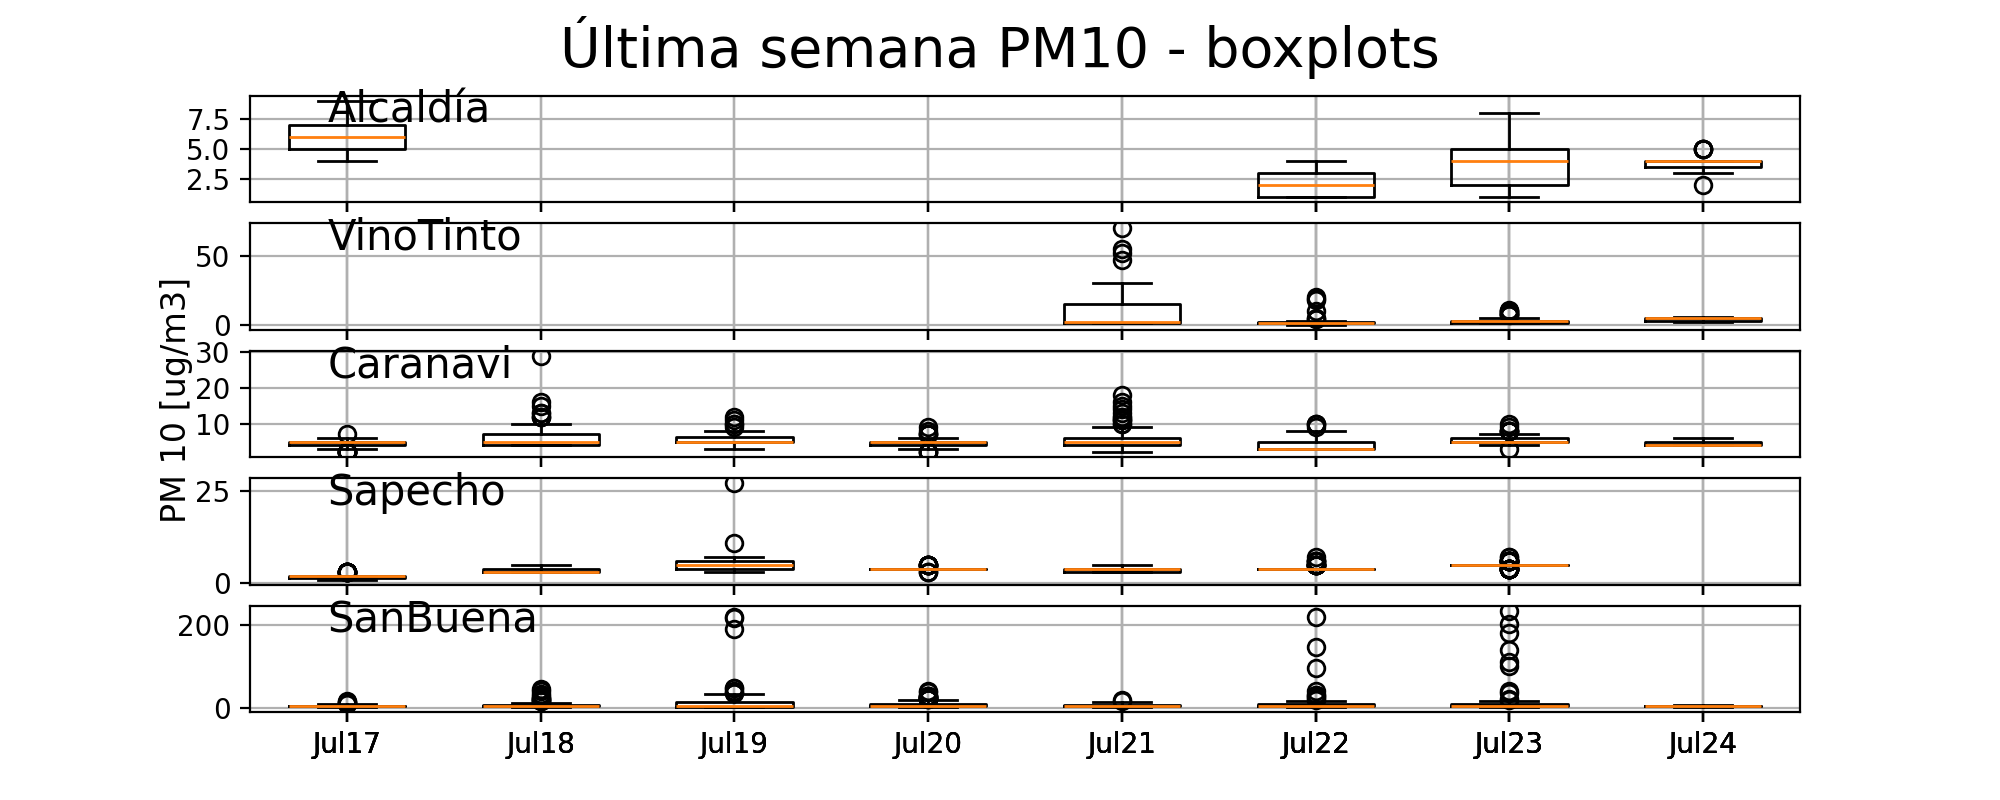 Última semana PM10 - boxplots
PM 10 [ug/m3]
Alcaldía
7.5
5.0
2.5
VinoTinto
50
0
Caranavi
30
20
10
Sapecho
25
0
SanBuena
200
0
Jul17 Jul18 Jul19 Jul20 Jul21 Jul22 Jul23 Jul24